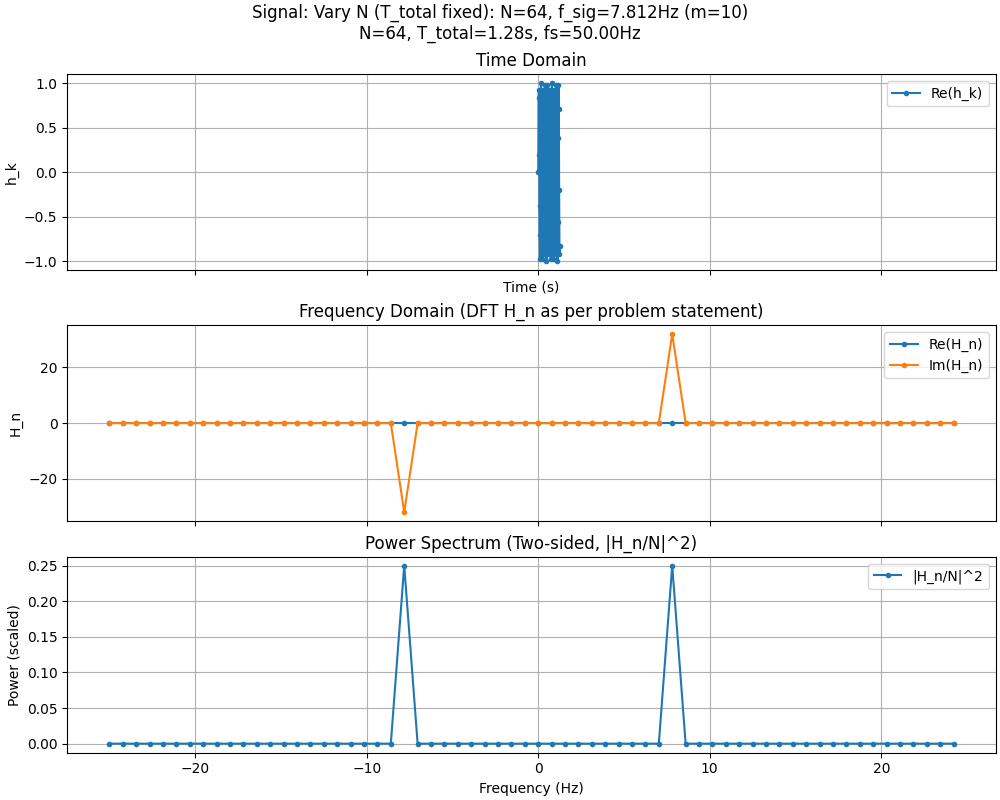 Signal: Vary N (T_total fixed): N=64, f_sig=7.812Hz (m=10)
N=64, T_total=1.28s, fs=50.00Hz
Time Domain
1.0
0.5
0.0
−0.5
−1.0
h_k
Re(h_k)
Time (s)
Frequency Domain (DFT H_n as per problem statement)
20
0
−20
H_n
Re(H_n)
Im(H_n)
Power Spectrum (Two-sided, |H_n/N|^2)
0.25
0.20
0.15
0.10
0.05
0.00
Power (scaled)
|H_n/N|^2
−20
−10
0
10
20
Frequency (Hz)